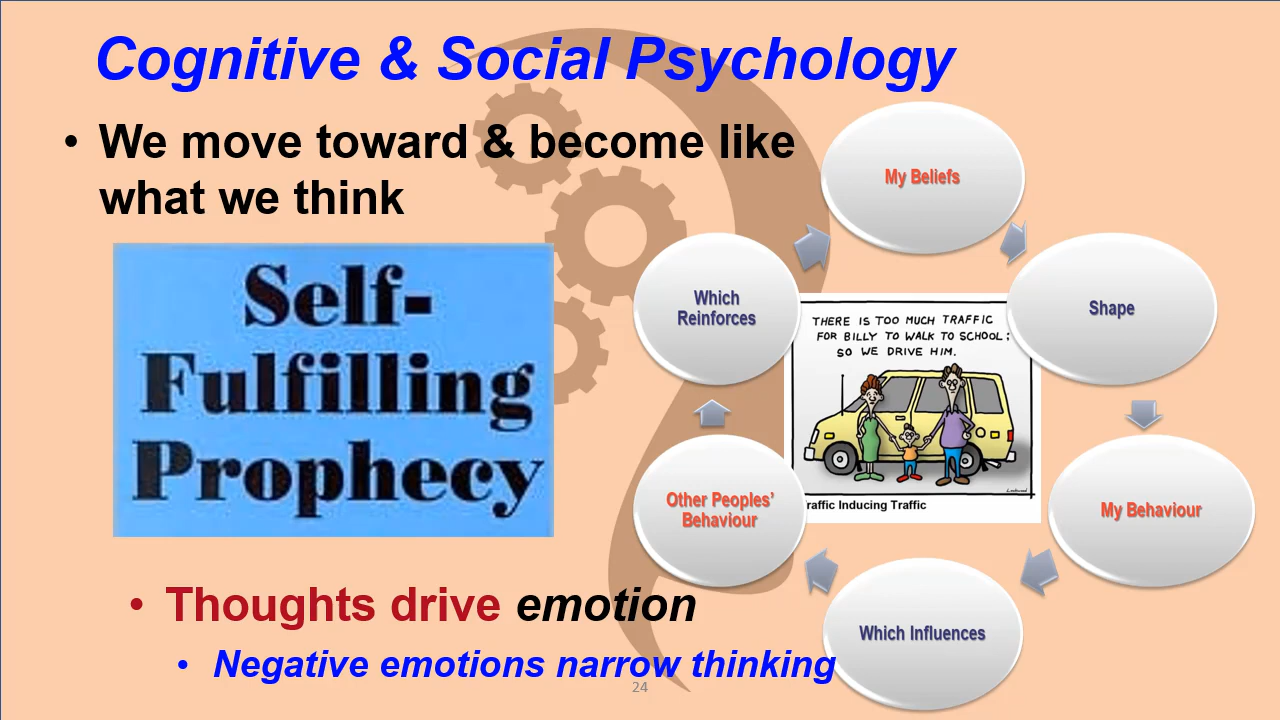 Cognitive & Social Psychology
• We move toward & become like
what we think
Self-
Fulfilling
Prophecy
• Thoughts drive emotion
• Negative emotions narrow thinking
My Beliefs
Shape
My Behaviour
Which Influences
Other Peoples’
Behaviour
Which
Reinforces
THERE IS TOO MUCH TRAFFIC
FOR BILLY TO WALK TO SCHOOL;
SO WE DRIVE HIM.
raffic Inducing Traffic
24